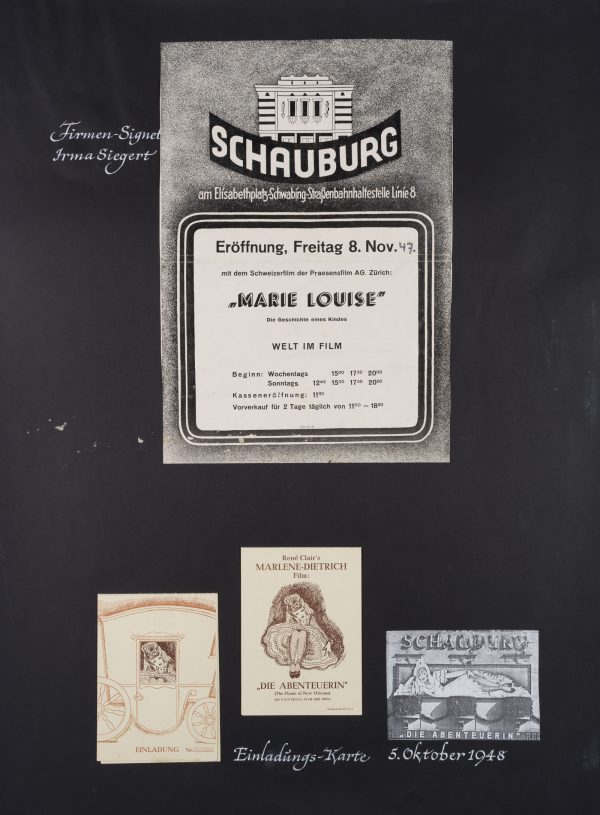 Firmen-Signet
Irma Siegert
SCHAUBURG
am Elisabethplatz-Schwabing-Straßenbahnhaltestelle Linie 8
Eröffnung, Freitag 8. Nov. 47.
mit dem Schweizerfilm der Praesensfilm AG. Zürich:
„MARIE LOUISE"
Die Geschichte eines Kindes
WELT IM FILM
Beginn: Wochentags 15⁰⁰ 17³⁰ 20⁰⁰
Sonntags 12⁴⁵ 15⁰⁰ 17³⁰ 20⁰⁰
Kasseneröffnung: 11⁰⁰
Vorverkauf für 2 Tage täglich von 11⁰⁰ — 18⁰⁰
René Clair's
MARLENE-DIETRICH
Film:
„DIE ABENTEUERIN"
(The Flame of New Orleans)
EINLADUNG Nr.
SCHAUBURG
„DIE ABENTEUERIN"
Einladungs-Karte
5. Oktober 1948